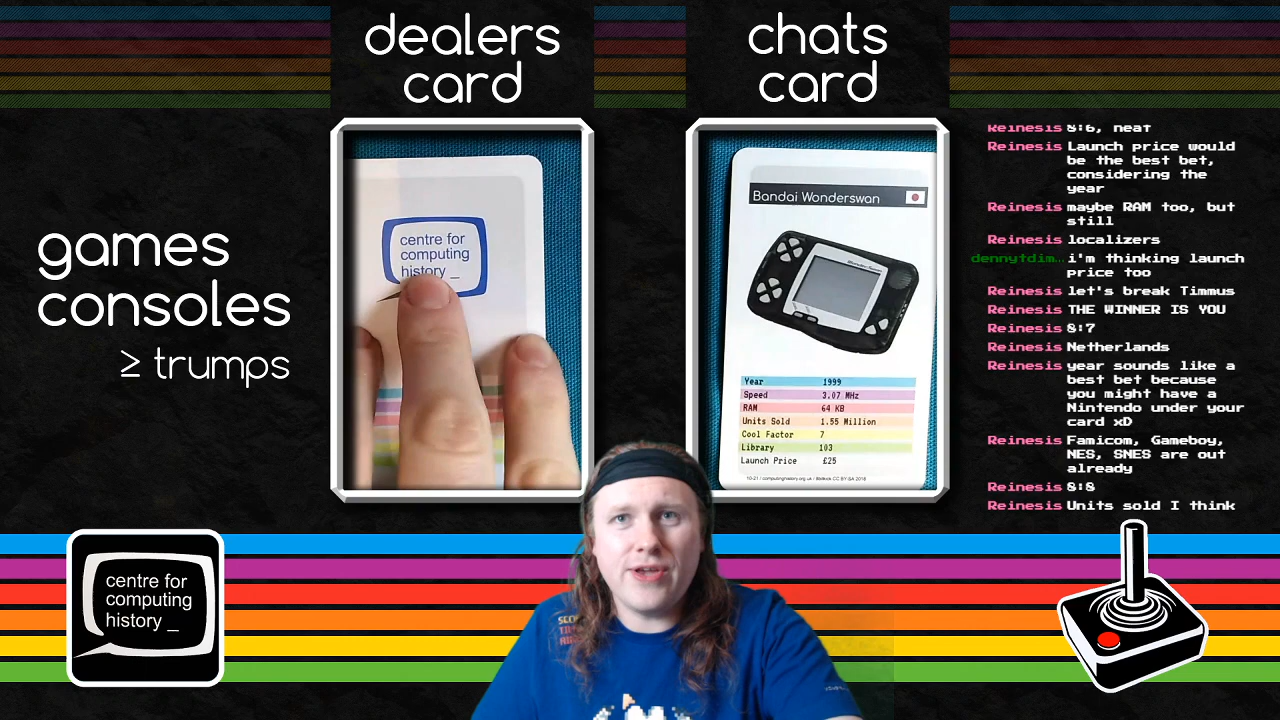 dealers
card
chats
card
games
consoles
≥ trumps
centre for
computing
history _
Bandai Wonderswan
Wonder Swan
Year 1999
Speed 3.07 MHz
RAM 64 KB
Units Sold 1.55 Million
Cool Factor 7
Library 103
Launch Price £25
Reinesis 8:6, neat
Reinesis Launch price would
be the best bet,
considering the
year
Reinesis maybe RAM too, but
still
Reinesis localizers
dennytdim… i'm thinking launch
price too
Reinesis let's break Timmus
Reinesis THE WINNER IS YOU
Reinesis 8:7
Reinesis Netherlands
Reinesis year sounds like a
best bet because
you might have a
Nintendo under your
card xD
Reinesis Famicom, Gameboy,
NES, SNES are out
already
Reinesis 8:8
Reinesis Units sold I think
centre for
computing
history _